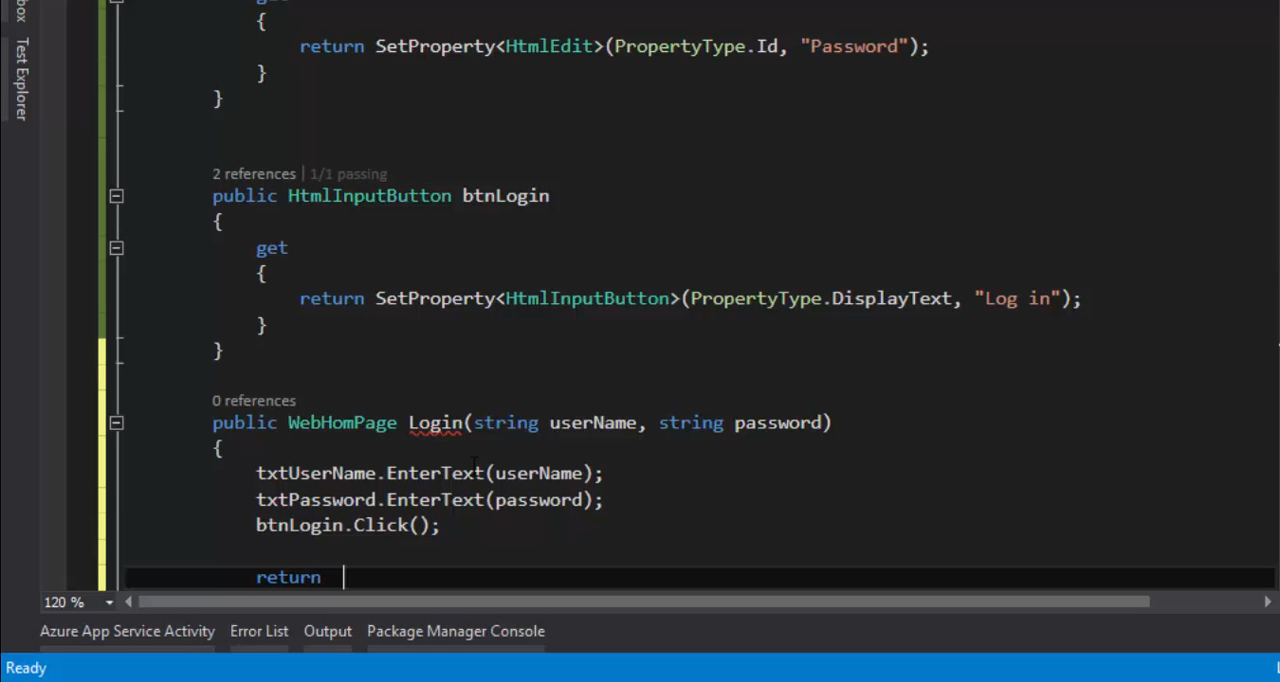 box
Test Explorer
{
return SetProperty<HtmlEdit>(PropertyType.Id, "Password");
}
}
2 references | 1/1 passing
public HtmlInputButton btnLogin
{
get
{
return SetProperty<HtmlInputButton>(PropertyType.DisplayText, "Log in");
}
}
0 references
public WebHomPage Login(string userName, string password)
{
txtUserName.EnterText(userName);
txtPassword.EnterText(password);
btnLogin.Click();
return
120 %
Azure App Service Activity Error List Output Package Manager Console
Ready